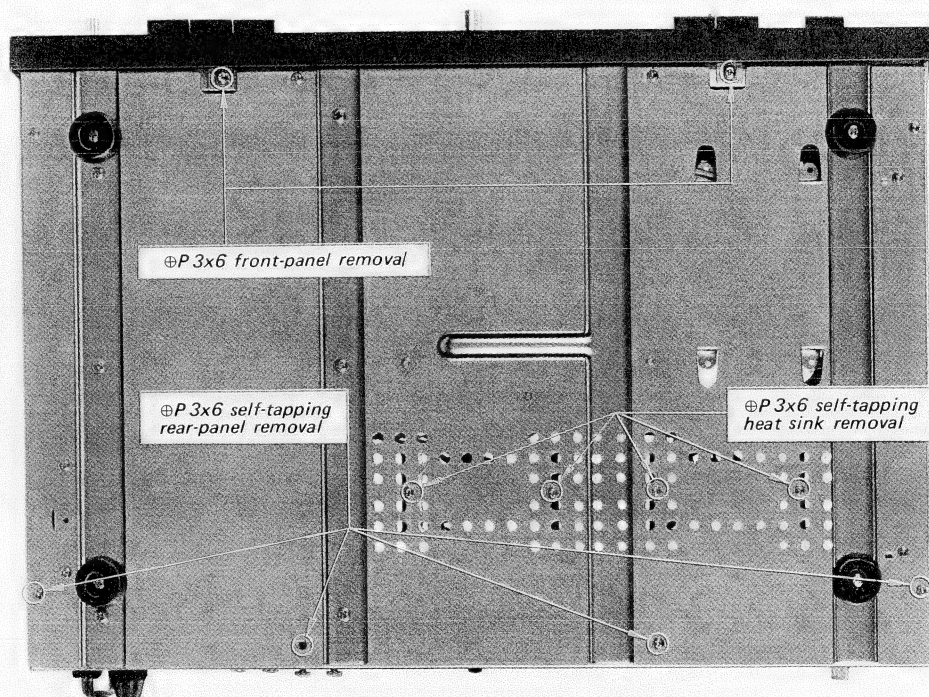 ⊕P 3x6 front-panel removal
⊕P 3x6 self-tapping
rear-panel removal
⊕P 3x6 self-tapping
heat sink removal